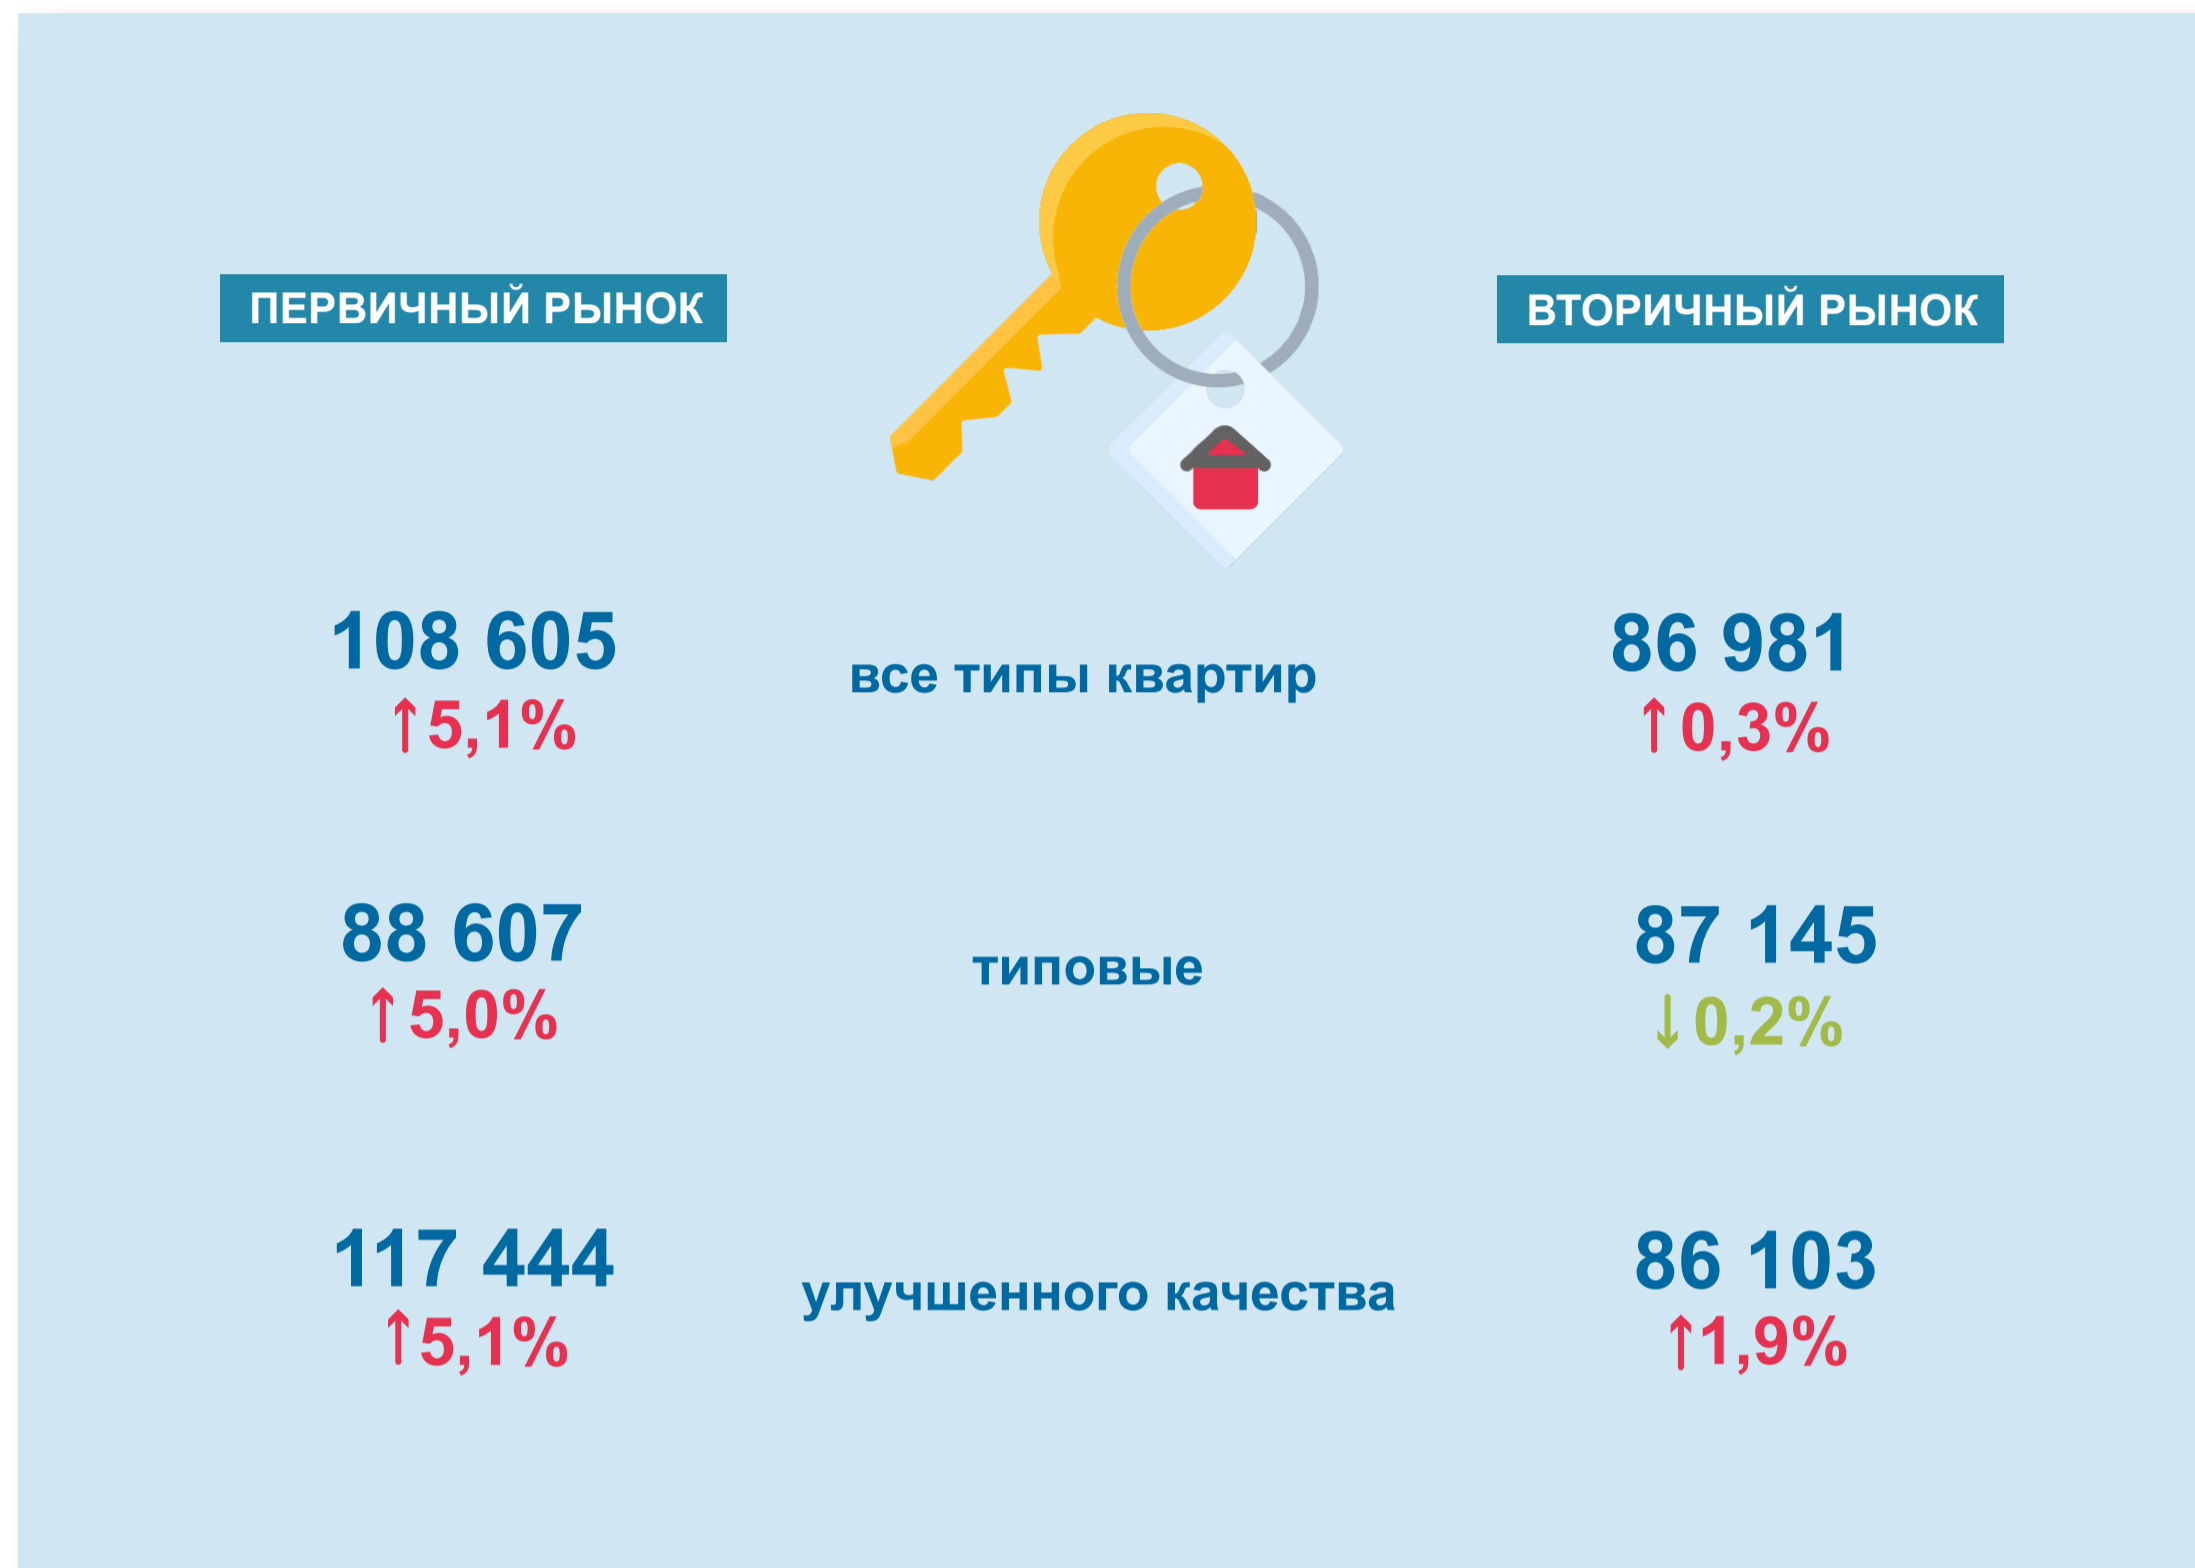 ПЕРВИЧНЫЙ РЫНОК
ВТОРИЧНЫЙ РЫНОК
108 605
все типы квартир
86 981
↑5,1%
↑0,3%
88 607
типовые
87 145
↑5,0%
↓0,2%
117 444
улучшенного качества
86 103
↑5,1%
↑1,9%